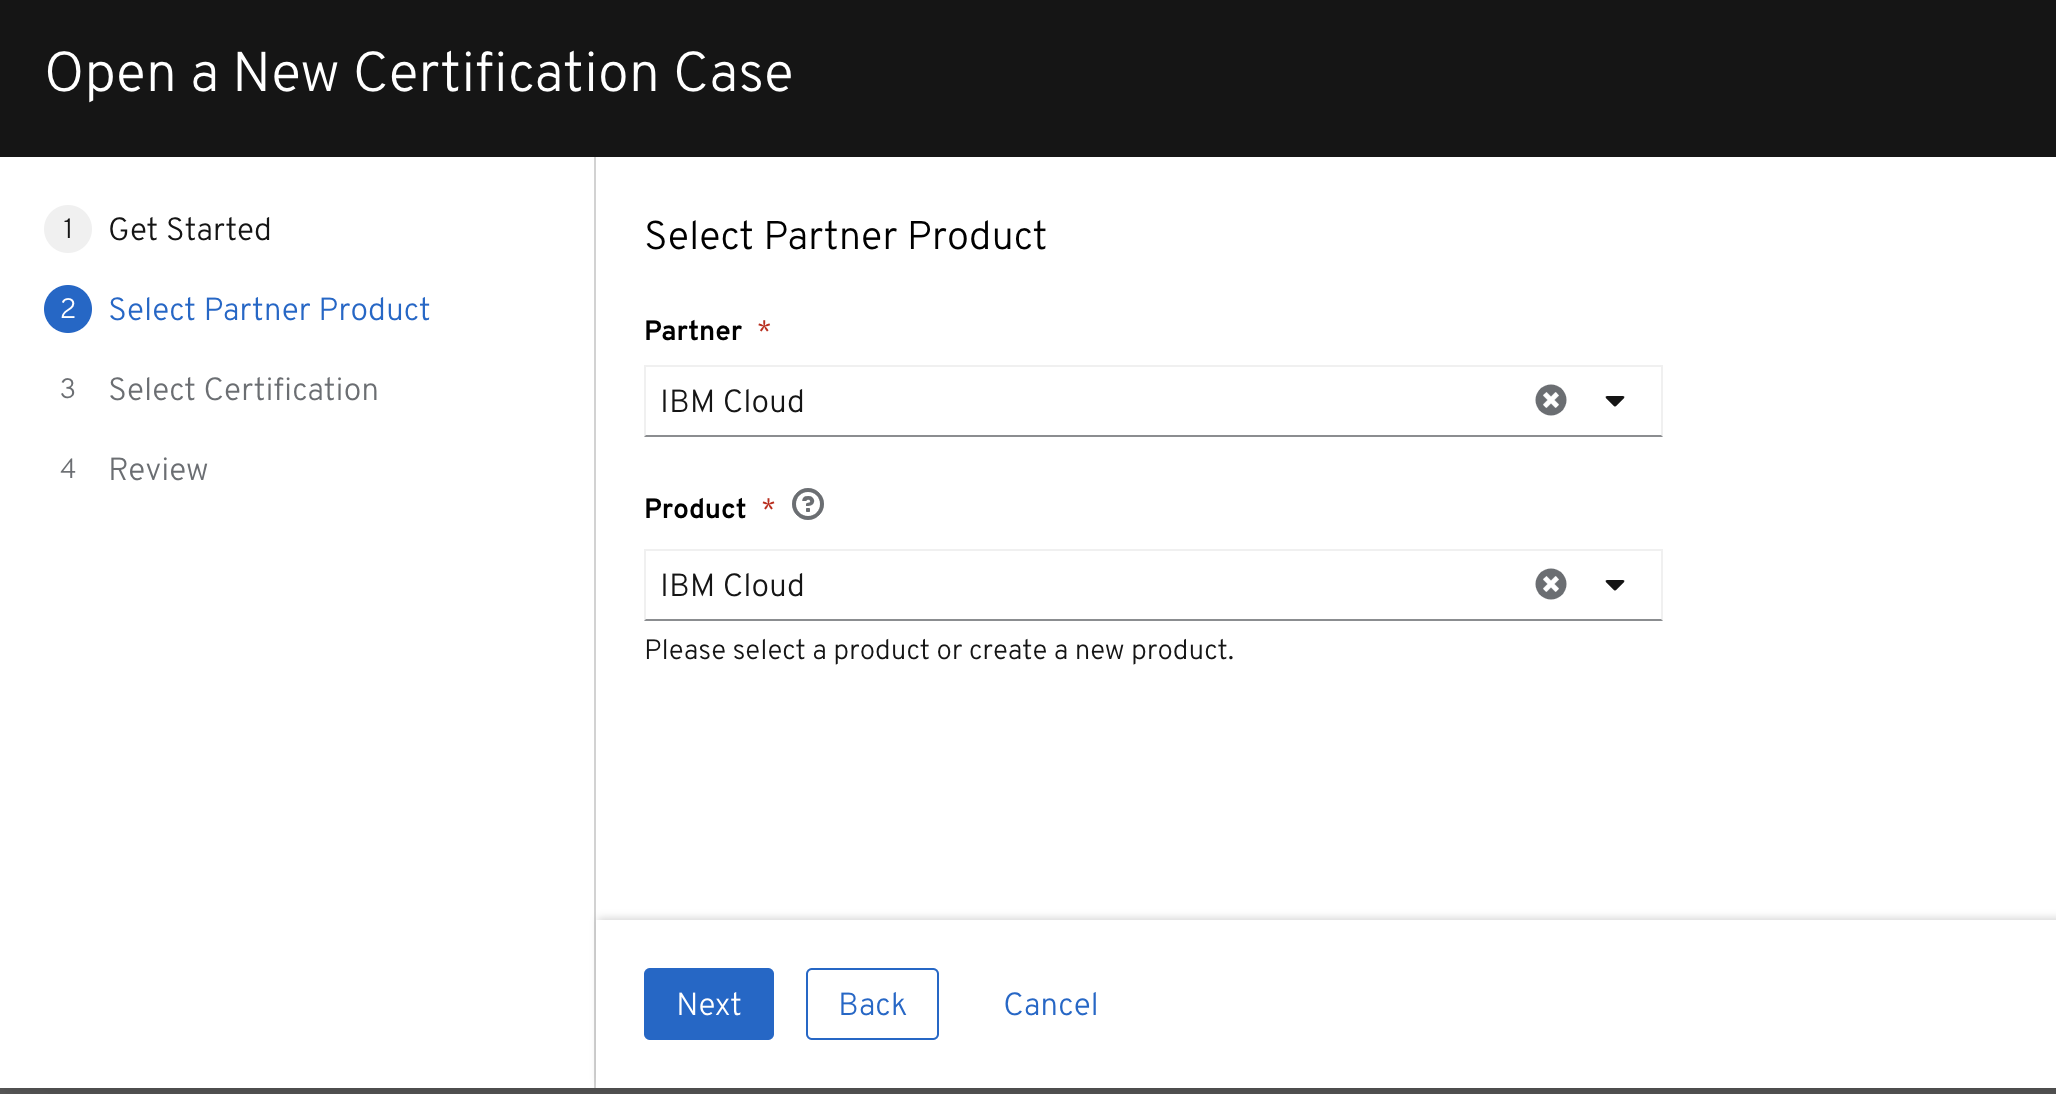 Open a New Certification Case
1 Get Started
2 Select Partner Product
3 Select Certification
4 Review
Select Partner Product
Partner *
IBM Cloud
Product * ?
IBM Cloud
Please select a product or create a new product.
Next Back Cancel